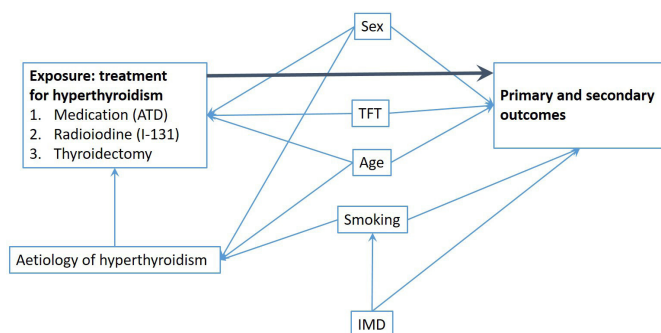 Sex
Exposure: treatment
for hyperthyroidism
1. Medication (ATD)
2. Radioiodine (I-131)
3. Thyroidectomy
Primary and secondary
outcomes
TFT
Age
Smoking
Aetiology of hyperthyroidism
IMD